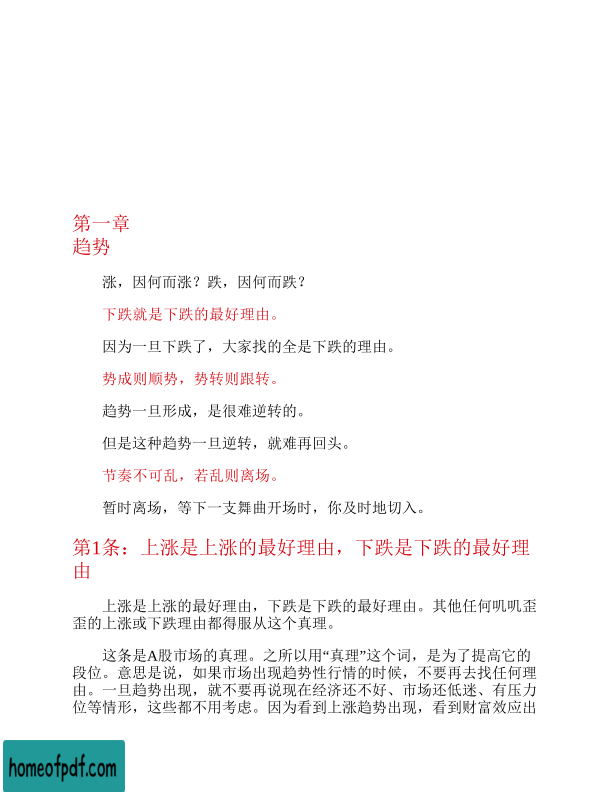 第一章
趋势
涨，因何而涨？跌，因何而跌？
下跌就是下跌的最好理由。
因为一旦下跌了，大家找的全是下跌的理由。
势成则顺势，势转则跟转。
趋势一旦形成，是很难逆转的。
但是这种趋势一旦逆转，就难再回头。
节奏不可乱，若乱则离场。
暂时离场，等下一支舞曲开场时，你及时地切入。
第1条：上涨是上涨的最好理由，下跌是下跌的最好理
由
上涨是上涨的最好理由，下跌是下跌的最好理由。其他任何叽叽歪
歪的上涨或下跌理由都得服从这个真理。
这条是A股市场的真理。之所以用“真理”这个词，是为了提高它的
段位。意思是说，如果市场出现趋势性行情的时候，不要再去找任何理
由。一旦趋势出现，就不要再说现在经济还不好、市场还低迷、有压力
位等情形，这些都不用考虑。因为看到上涨趋势出现，看到财富效应出
homeofpdf.com